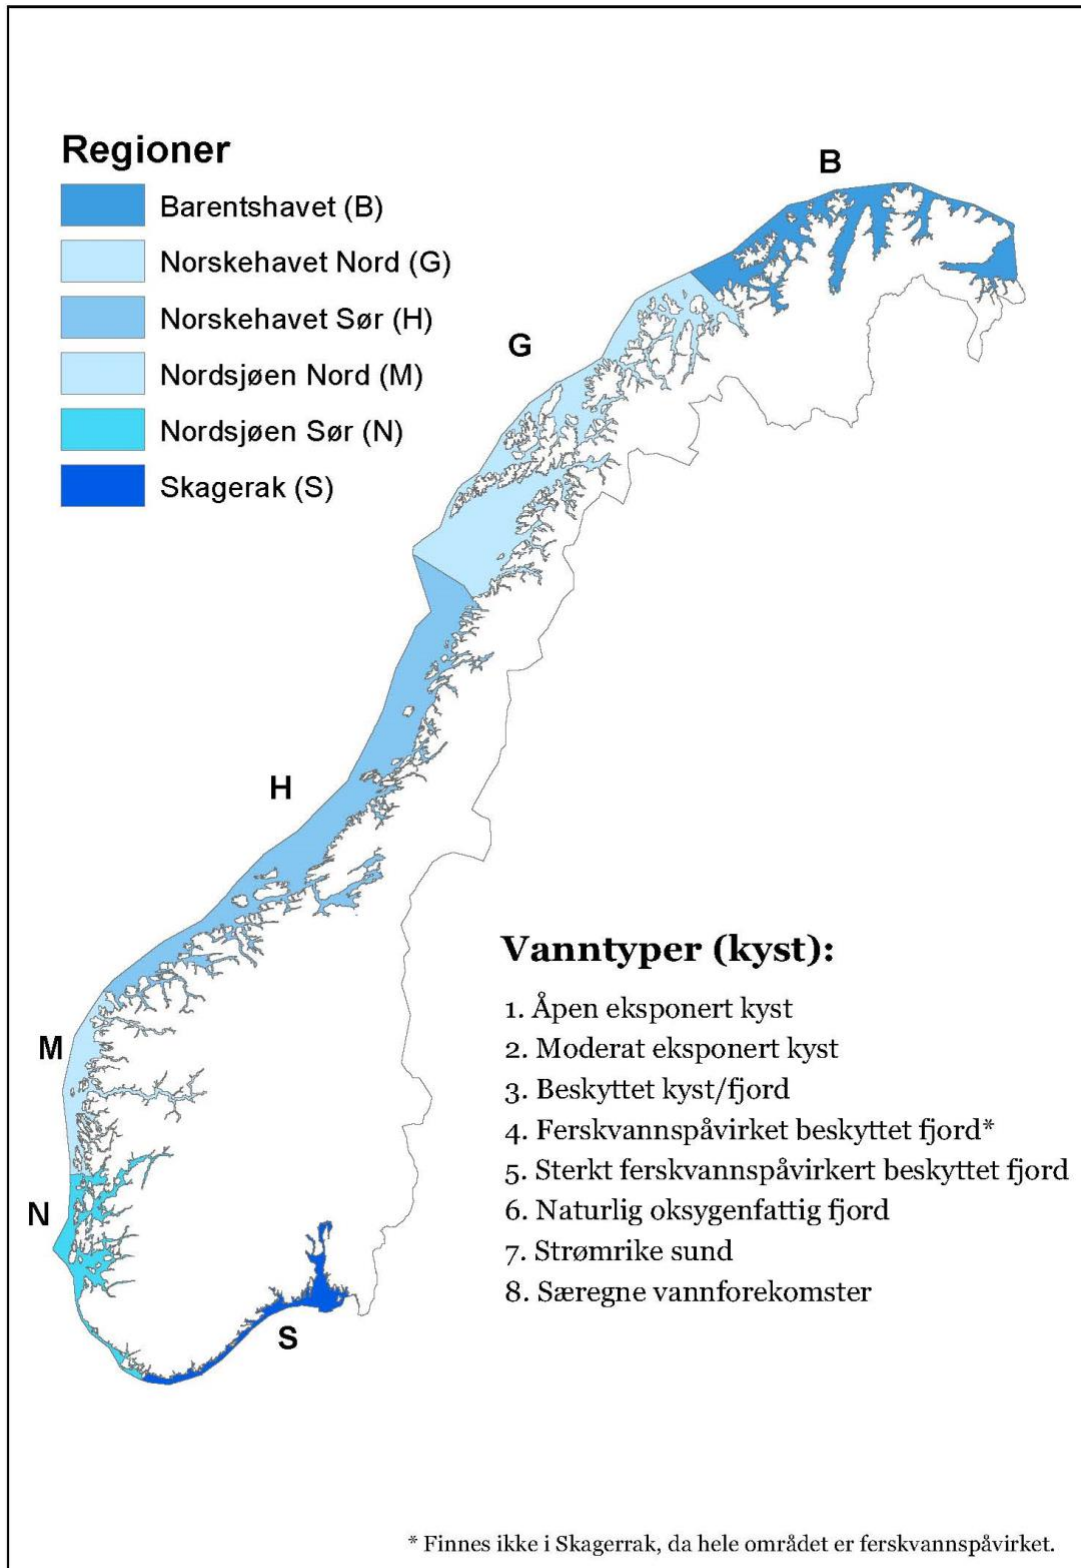 Regioner
Barentshavet (B)
Norskehavet Nord (G)
Norskehavet Sør (H)
Nordsjøen Nord (M)
Nordsjøen Sør (N)
Skagerak (S)
B
G
H
M
N
S
Vanntyper (kyst):
1. Åpen eksponert kyst
2. Moderat eksponert kyst
3. Beskyttet kyst/fjord
4. Ferskvannspåvirket beskyttet fjord*
5. Sterkt ferskvannspåvirkert beskyttet fjord
6. Naturlig oksygenfattig fjord
7. Strømrike sund
8. Særegne vannforekomster
* Finnes ikke i Skagerrak, da hele området er ferskvannspåvirket.